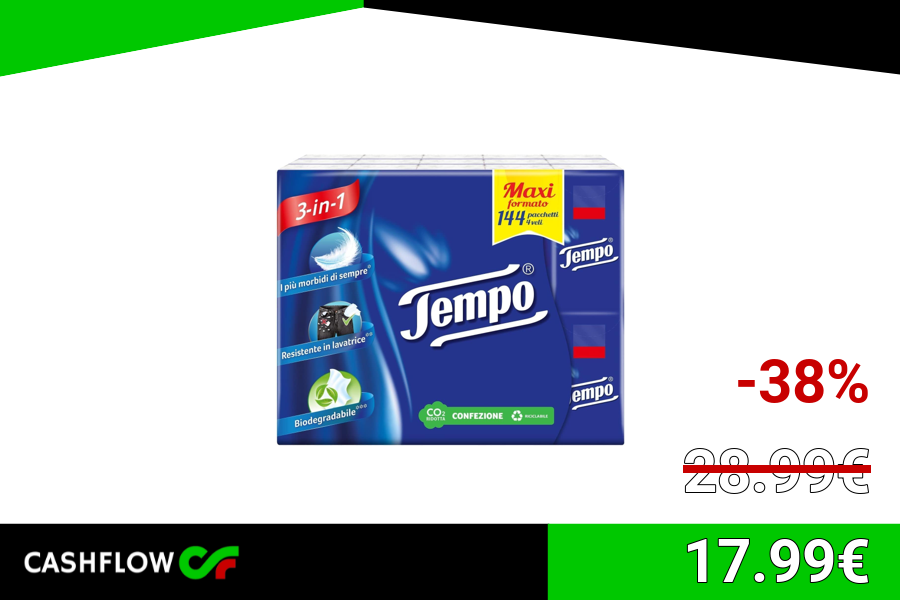 3-in-1
I più morbidi di sempre°
Resistente in lavatrice°°
Biodegradabile°°°
Maxi
formato
144 pacchetti
4 veli
Tempo®
Tempo®
Tempo®
CO2
RIDOTTA
CONFEZIONE
RICICLABILE
-38%
28.99€
CASHFLOW
17.99€